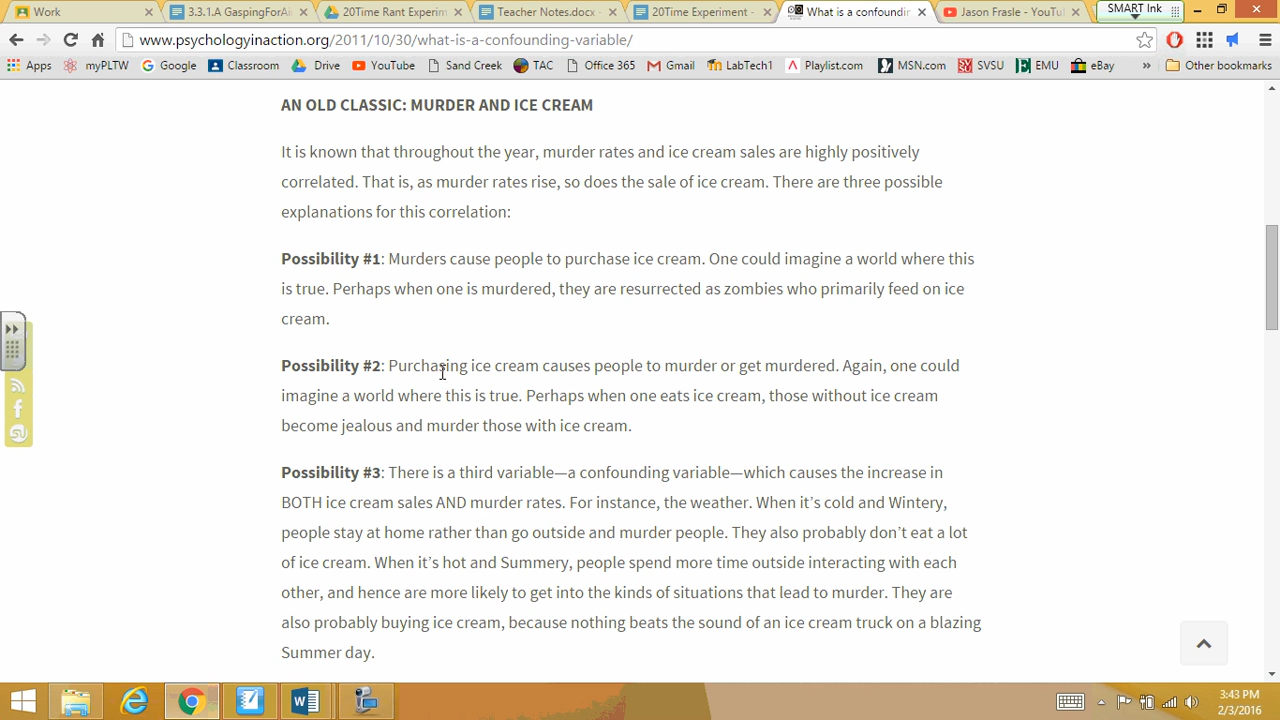 Work
3.3.1.A GaspingForAi
20Time Rant Experim
Teacher Notes.docx -
20Time Experiment -
What is a confoundin
Jason Frasle - YouTu
SMART Ink
www.psychologyinaction.org/2011/10/30/what-is-a-confounding-variable/
Apps myPLTW Google Classroom Drive YouTube Sand Creek TAC Office 365 Gmail LabTech1 Playlist.com MSN.com SVSU EMU eBay » Other bookmarks
AN OLD CLASSIC: MURDER AND ICE CREAM
It is known that throughout the year, murder rates and ice cream sales are highly positively
correlated. That is, as murder rates rise, so does the sale of ice cream. There are three possible
explanations for this correlation:
Possibility #1: Murders cause people to purchase ice cream. One could imagine a world where this
is true. Perhaps when one is murdered, they are resurrected as zombies who primarily feed on ice
cream.
Possibility #2: Purchasing ice cream causes people to murder or get murdered. Again, one could
imagine a world where this is true. Perhaps when one eats ice cream, those without ice cream
become jealous and murder those with ice cream.
Possibility #3: There is a third variable—a confounding variable—which causes the increase in
BOTH ice cream sales AND murder rates. For instance, the weather. When it’s cold and Wintery,
people stay at home rather than go outside and murder people. They also probably don’t eat a lot
of ice cream. When it’s hot and Summery, people spend more time outside interacting with each
other, and hence are more likely to get into the kinds of situations that lead to murder. They are
also probably buying ice cream, because nothing beats the sound of an ice cream truck on a blazing
Summer day.
3:43 PM
2/3/2016